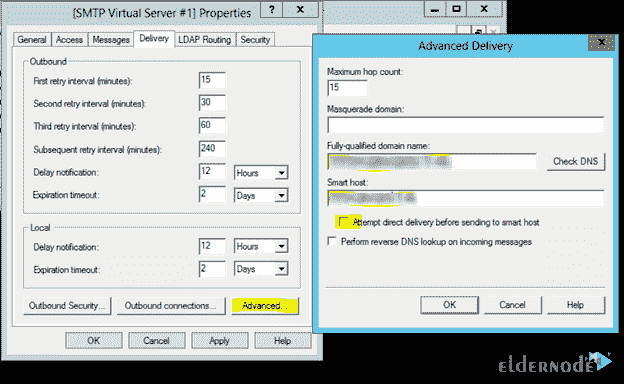 [SMTP Virtual Server #1] Properties ? X
General Access Messages Delivery LDAP Routing Security
Outbound
First retry interval (minutes): 15
Second retry interval (minutes): 30
Third retry interval (minutes): 60
Subsequent retry interval (minutes): 240
Delay notification: 12 Hours
Expiration timeout: 2 Days
Local
Delay notification: 12 Hours
Expiration timeout: 2 Days
Outbound Security... Outbound connections... Advanced...
OK Cancel Apply Help
Advanced Delivery
Maximum hop count:
15
Masquerade domain:
Fully-qualified domain name:
Check DNS
Smart host:
Attempt direct delivery before sending to smart host
Perform reverse DNS lookup on incoming messages
OK Cancel Help
eldernode